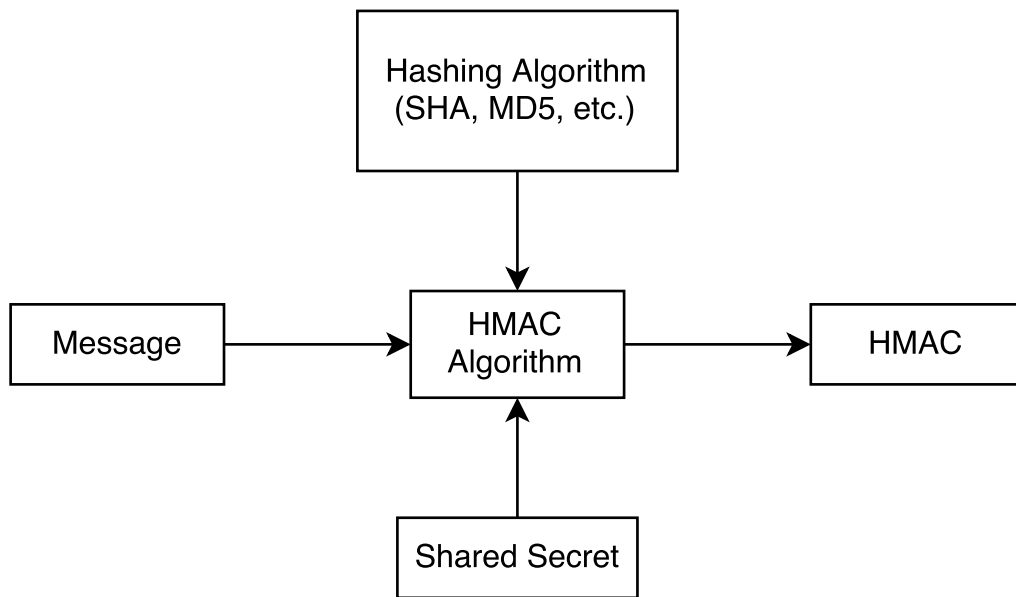 Hashing Algorithm
(SHA, MD5, etc.)
Message
HMAC
Algorithm
HMAC
Shared Secret